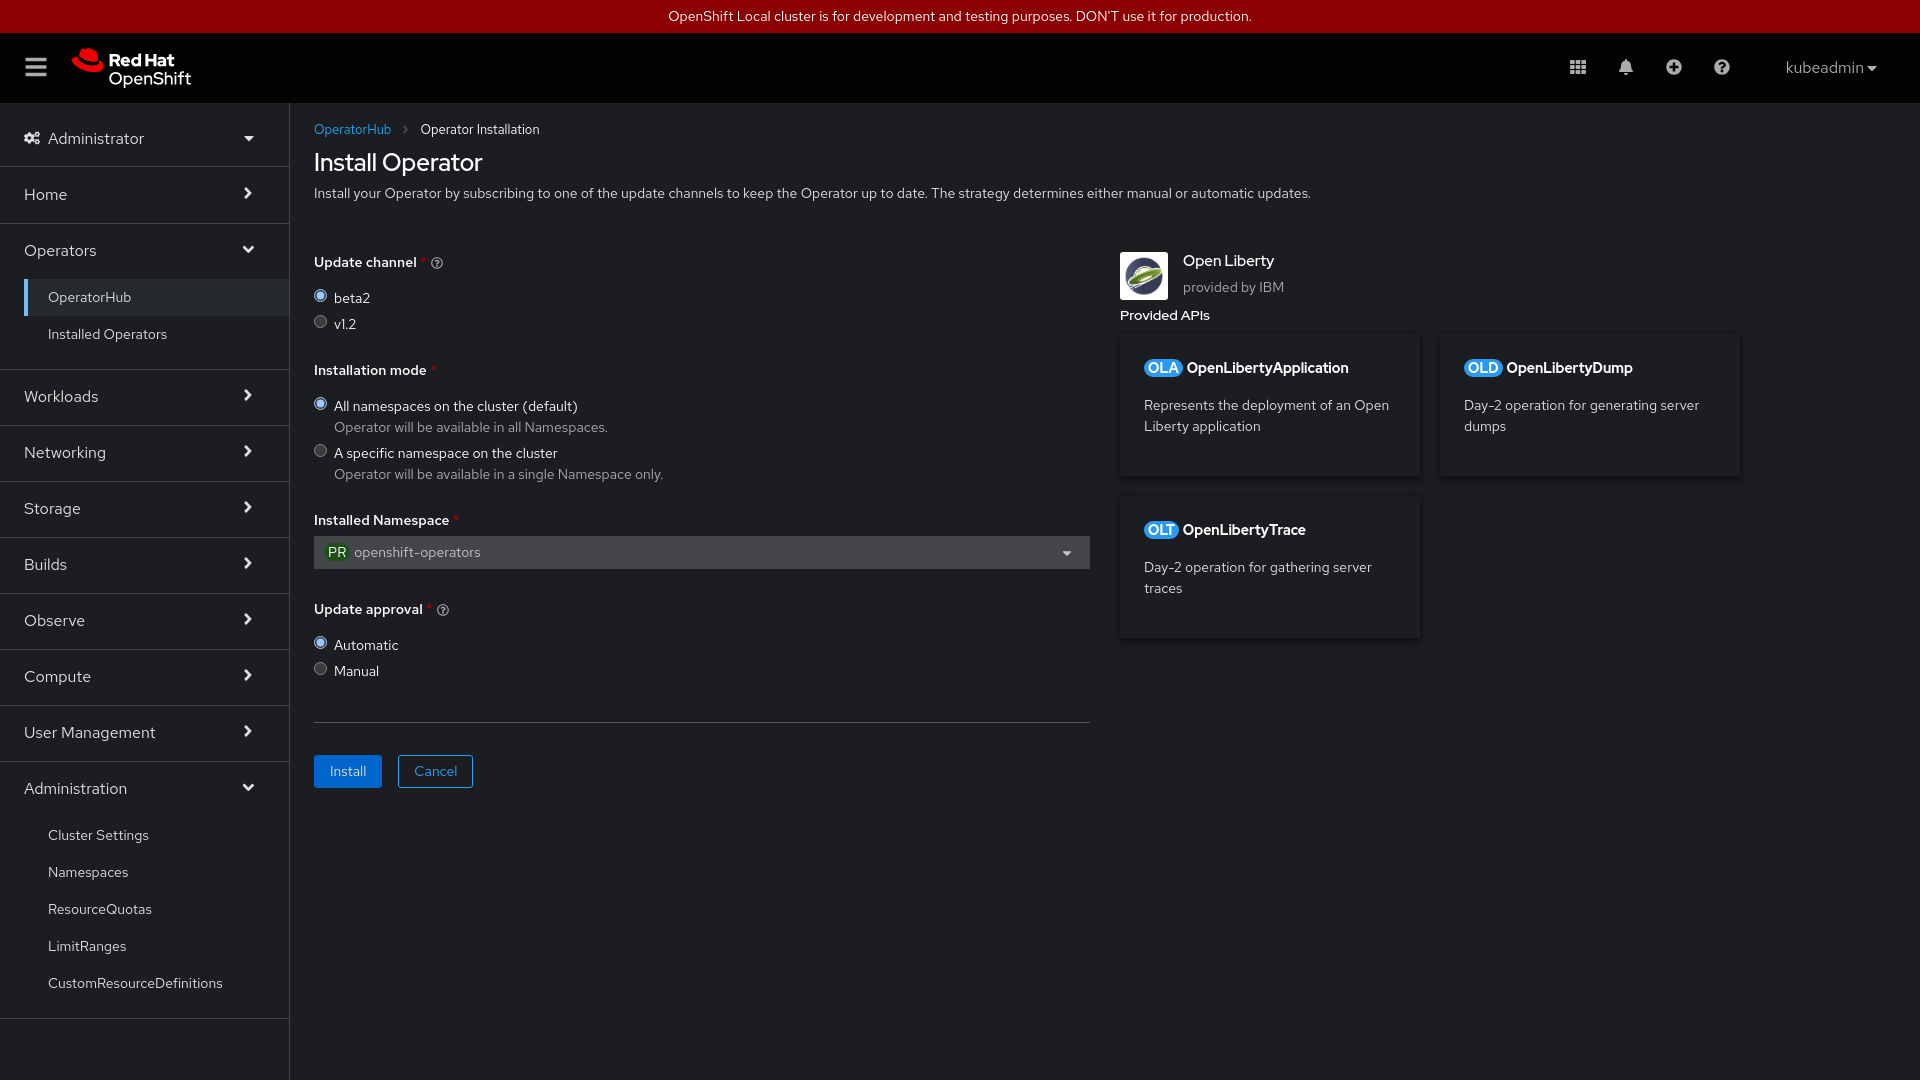 OpenShift Local cluster is for development and testing purposes. DON'T use it for production.
Red Hat
OpenShift
kubeadmin
Administrator
Home
Operators
OperatorHub
Installed Operators
Workloads
Networking
Storage
Builds
Observe
Compute
User Management
Administration
Cluster Settings
Namespaces
ResourceQuotas
LimitRanges
CustomResourceDefinitions
OperatorHub > Operator Installation
Install Operator
Install your Operator by subscribing to one of the update channels to keep the Operator up to date. The strategy determines either manual or automatic updates.
Update channel *
beta2
v1.2
Installation mode *
All namespaces on the cluster (default)
Operator will be available in all Namespaces.
A specific namespace on the cluster
Operator will be available in a single Namespace only.
Installed Namespace *
PR openshift-operators
Update approval *
Automatic
Manual
Install Cancel
Open Liberty
provided by IBM
Provided APIs
OLA OpenLibertyApplication
Represents the deployment of an Open
Liberty application
OLD OpenLibertyDump
Day-2 operation for generating server
dumps
OLT OpenLibertyTrace
Day-2 operation for gathering server
traces